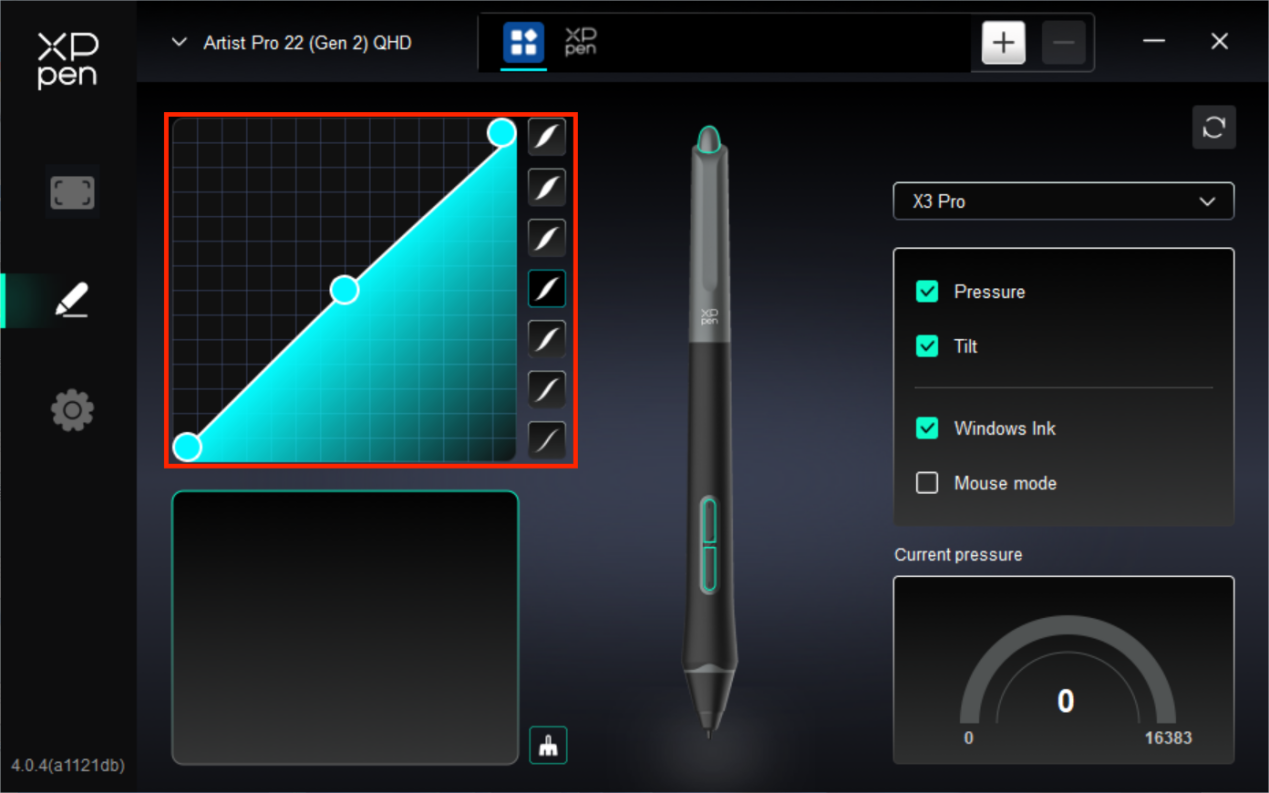 XP
pen
Artist Pro 22 (Gen 2) QHD
XP
pen
X3 Pro
Pressure
Tilt
XP
pen
Windows Ink
Mouse mode
Current pressure
0
0
16383
4.0.4(a1121db)